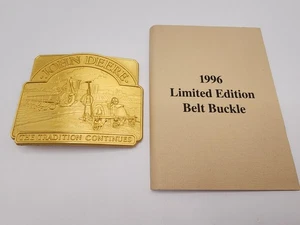 JOHN DEERE
THE TRADITION CONTINUES
1996
Limited Edition
Belt Buckle